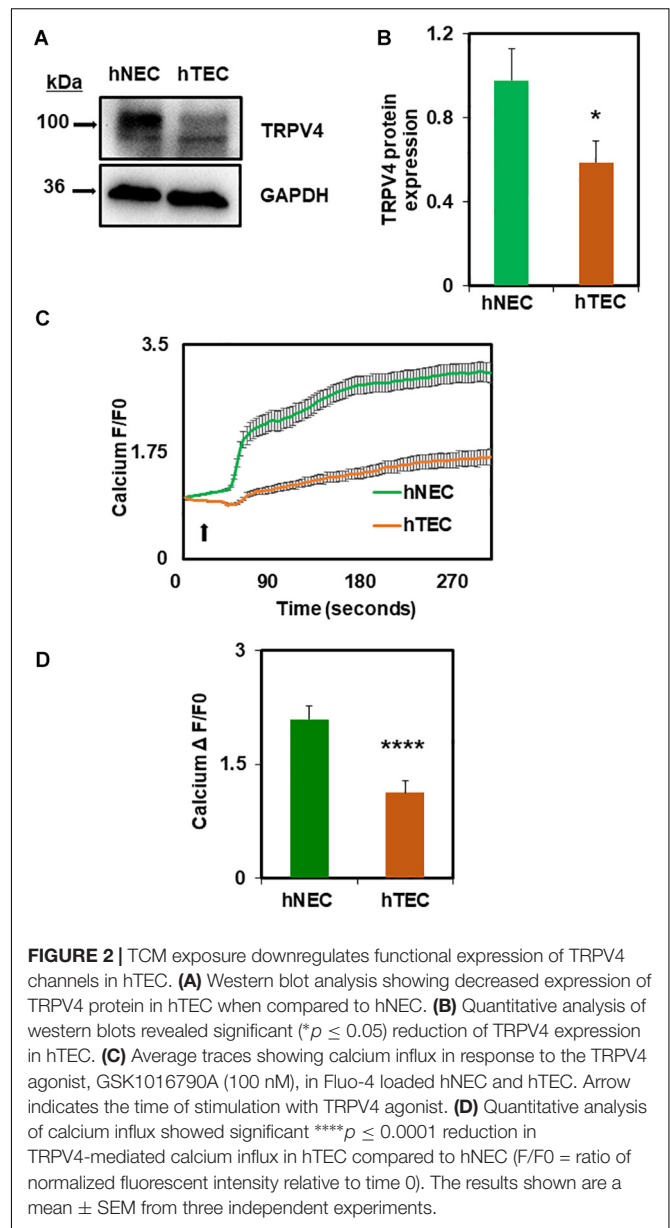 A
hNEC hTEC
kDa
100
TRPV4
36
GAPDH
B
1.2
0.8
0.4
0
TRPV4 protein
expression
*
hNEC hTEC
C
3.5
1.75
0
Calcium F/F0
hNEC
hTEC
0 90 180 270
Time (seconds)
D
3
1.5
0
Calcium Δ F/F0
****
hNEC hTEC
FIGURE 2 | TCM exposure downregulates functional expression of TRPV4
channels in hTEC. (A) Western blot analysis showing decreased expression of
TRPV4 protein in hTEC when compared to hNEC. (B) Quantitative analysis of
western blots revealed significant (*p ≤ 0.05) reduction of TRPV4 expression
in hTEC. (C) Average traces showing calcium influx in response to the TRPV4
agonist, GSK1016790A (100 nM), in Fluo-4 loaded hNEC and hTEC. Arrow
indicates the time of stimulation with TRPV4 agonist. (D) Quantitative analysis
of calcium influx showed significant ****p ≤ 0.0001 reduction in
TRPV4-mediated calcium influx in hTEC compared to hNEC (F/F0 = ratio of
normalized fluorescent intensity relative to time 0). The results shown are a
mean ± SEM from three independent experiments.